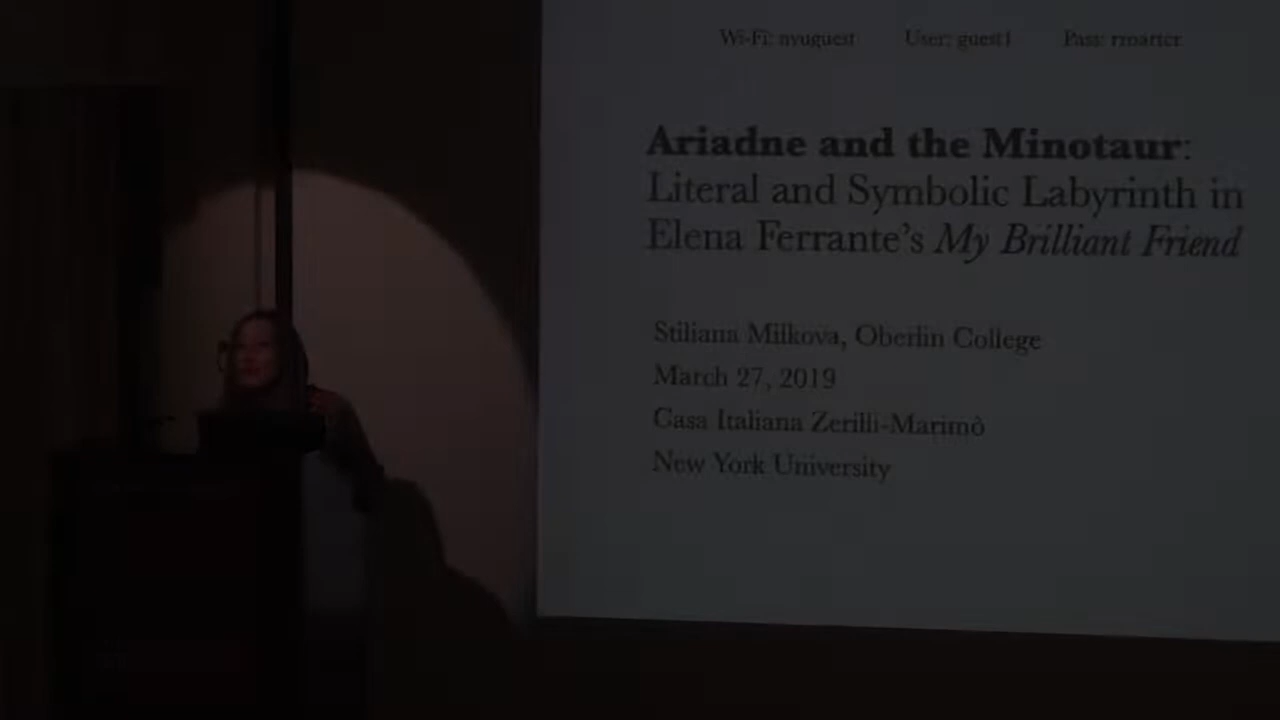 Wi-Fi: nyuguest User: guest1 Pass:
Ariadne and the Minotaur:
Literal and Symbolic Labyrinth in
Elena Ferrante’s My Brilliant Friend
Stiliana Milkova, Oberlin College
March 27, 2019
Casa Italiana Zerilli-Marimò
New York University